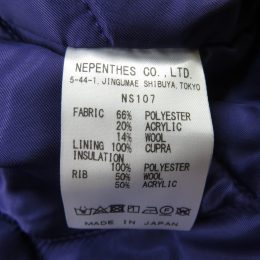 NEPENTHES CO., LTD.
5-44-1, JINGUMAE SHIBUYA, TOKYO
NS107
FABRIC 66% POLYESTER
20% ACRYLIC
14% WOOL
LINING 100% CUPRA
INSULATION
100% POLYESTER
RIB 50% WOOL
50% ACRYLIC
MADE IN JAPAN